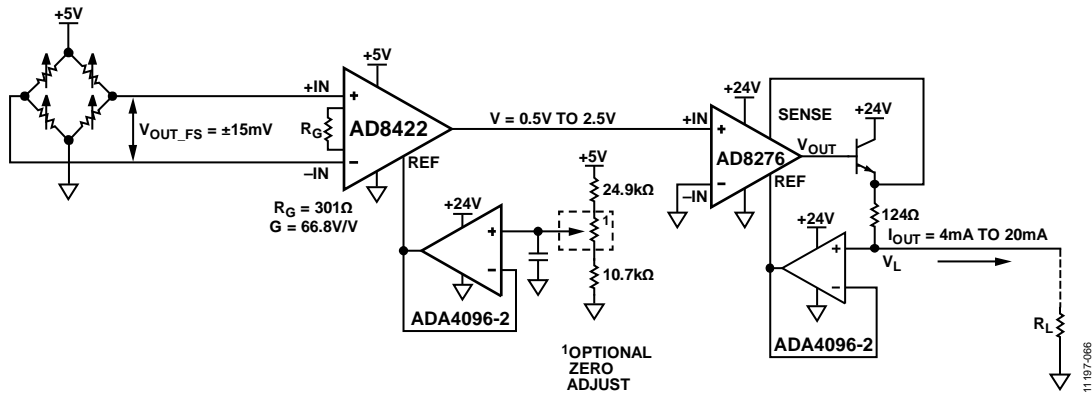 +5V
V_OUT_FS = ±15mV
+5V
+IN
R_G
AD8422
–IN
REF
R_G = 301Ω
G = 66.8V/V
+24V
ADA4096-2
V = 0.5V TO 2.5V
+5V
24.9kΩ
1
10.7kΩ
1OPTIONAL
ZERO
ADJUST
+24V
SENSE
+24V
+IN
AD8276
V_OUT
–IN
REF
124Ω
+24V
I_OUT = 4mA TO 20mA
V_L
ADA4096-2
R_L
11197-066